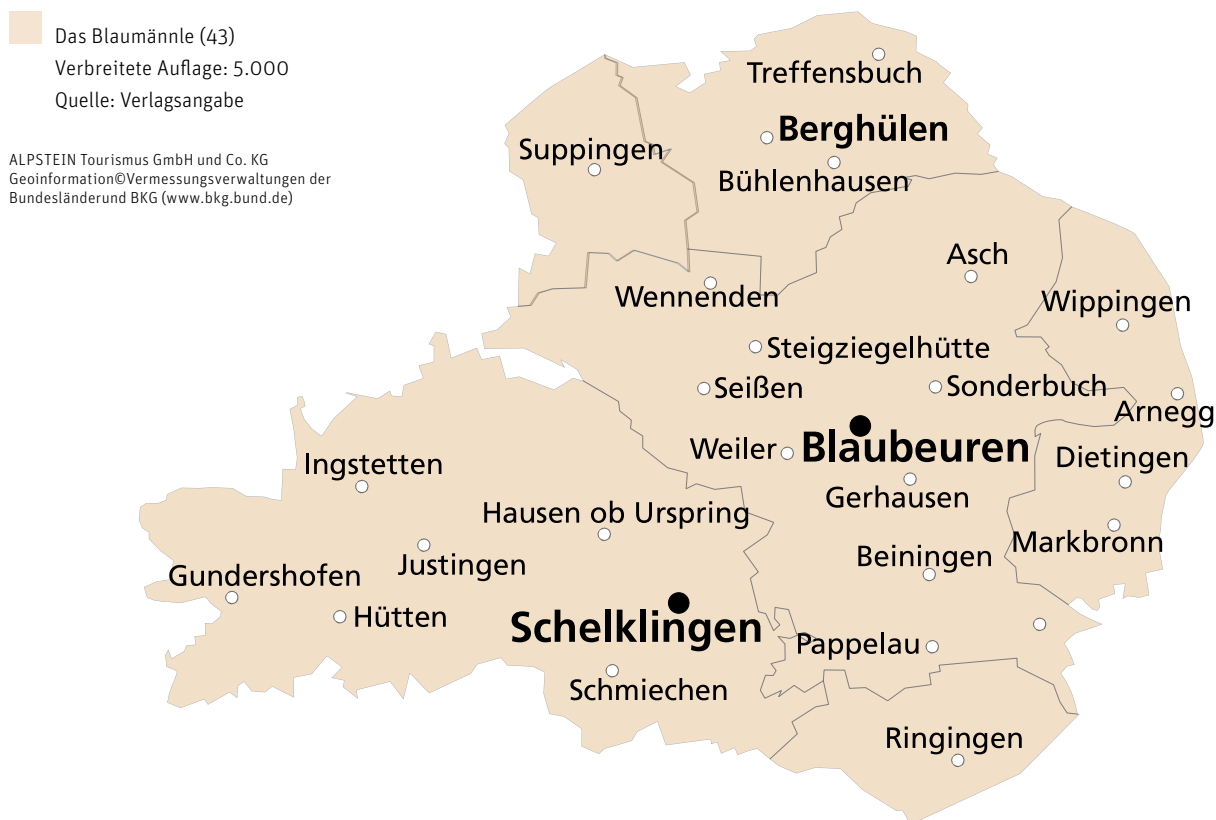 Das Blaumännle (43)
Verbreitete Auflage: 5.000
Quelle: Verlagsangabe
ALPSTEIN Tourismus GmbH und Co. KG
Geoinformation©Vermessungsverwaltungen der
Bundesländerund BKG (www.bkg.bund.de)
Treffensbuch
Berghülen
Suppingen
Bühlenhausen
Asch
Wennenden
Wippingen
Steigziegelhütte
Seißen
Sonderbuch
Arnegg
Weiler
Blaubeuren
Dietingen
Ingstetten
Gerhausen
Hausen ob Urspring
Markbronn
Beiningen
Justingen
Gundershofen
Hütten
Schelklingen
Pappelau
Schmiechen
Ringingen